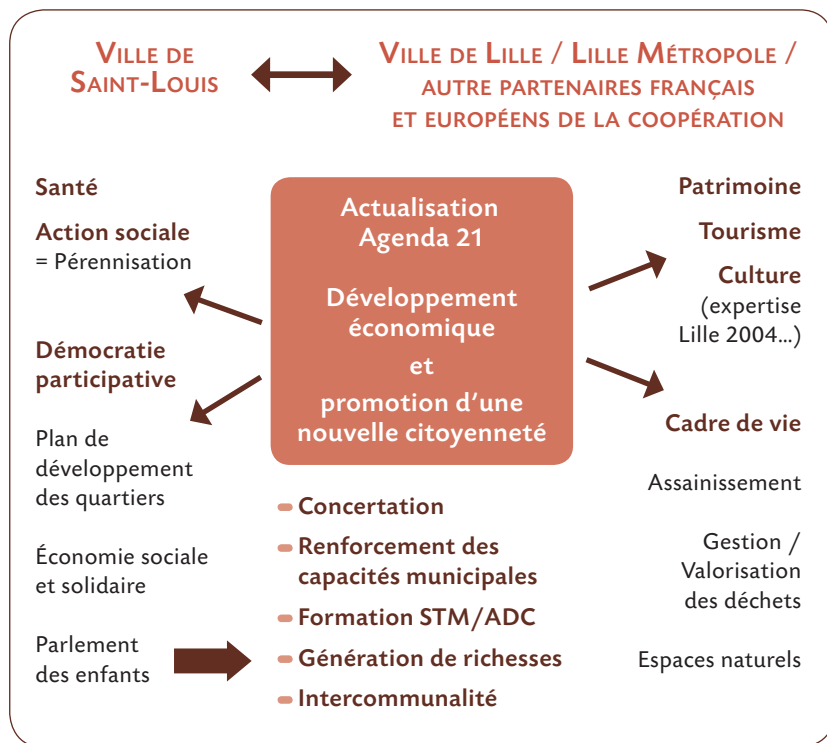 Ville de
Saint-Louis
Ville de Lille / Lille Métropole /
autre partenaires français
et européens de la coopération
Santé
Action sociale
= Pérennisation
Démocratie
participative
Plan de
développement
des quartiers
Économie sociale
et solidaire
Parlement
des enfants
Actualisation
Agenda 21
Développement
économique
et
promotion d'une
nouvelle citoyenneté
Concertation
Renforcement des
capacités municipales
Formation STM/ADC
Génération de richesses
Intercommunalité
Patrimoine
Tourisme
Culture
(expertise
Lille 2004...)
Cadre de vie
Assainissement
Gestion /
Valorisation
des déchets
Espaces naturels